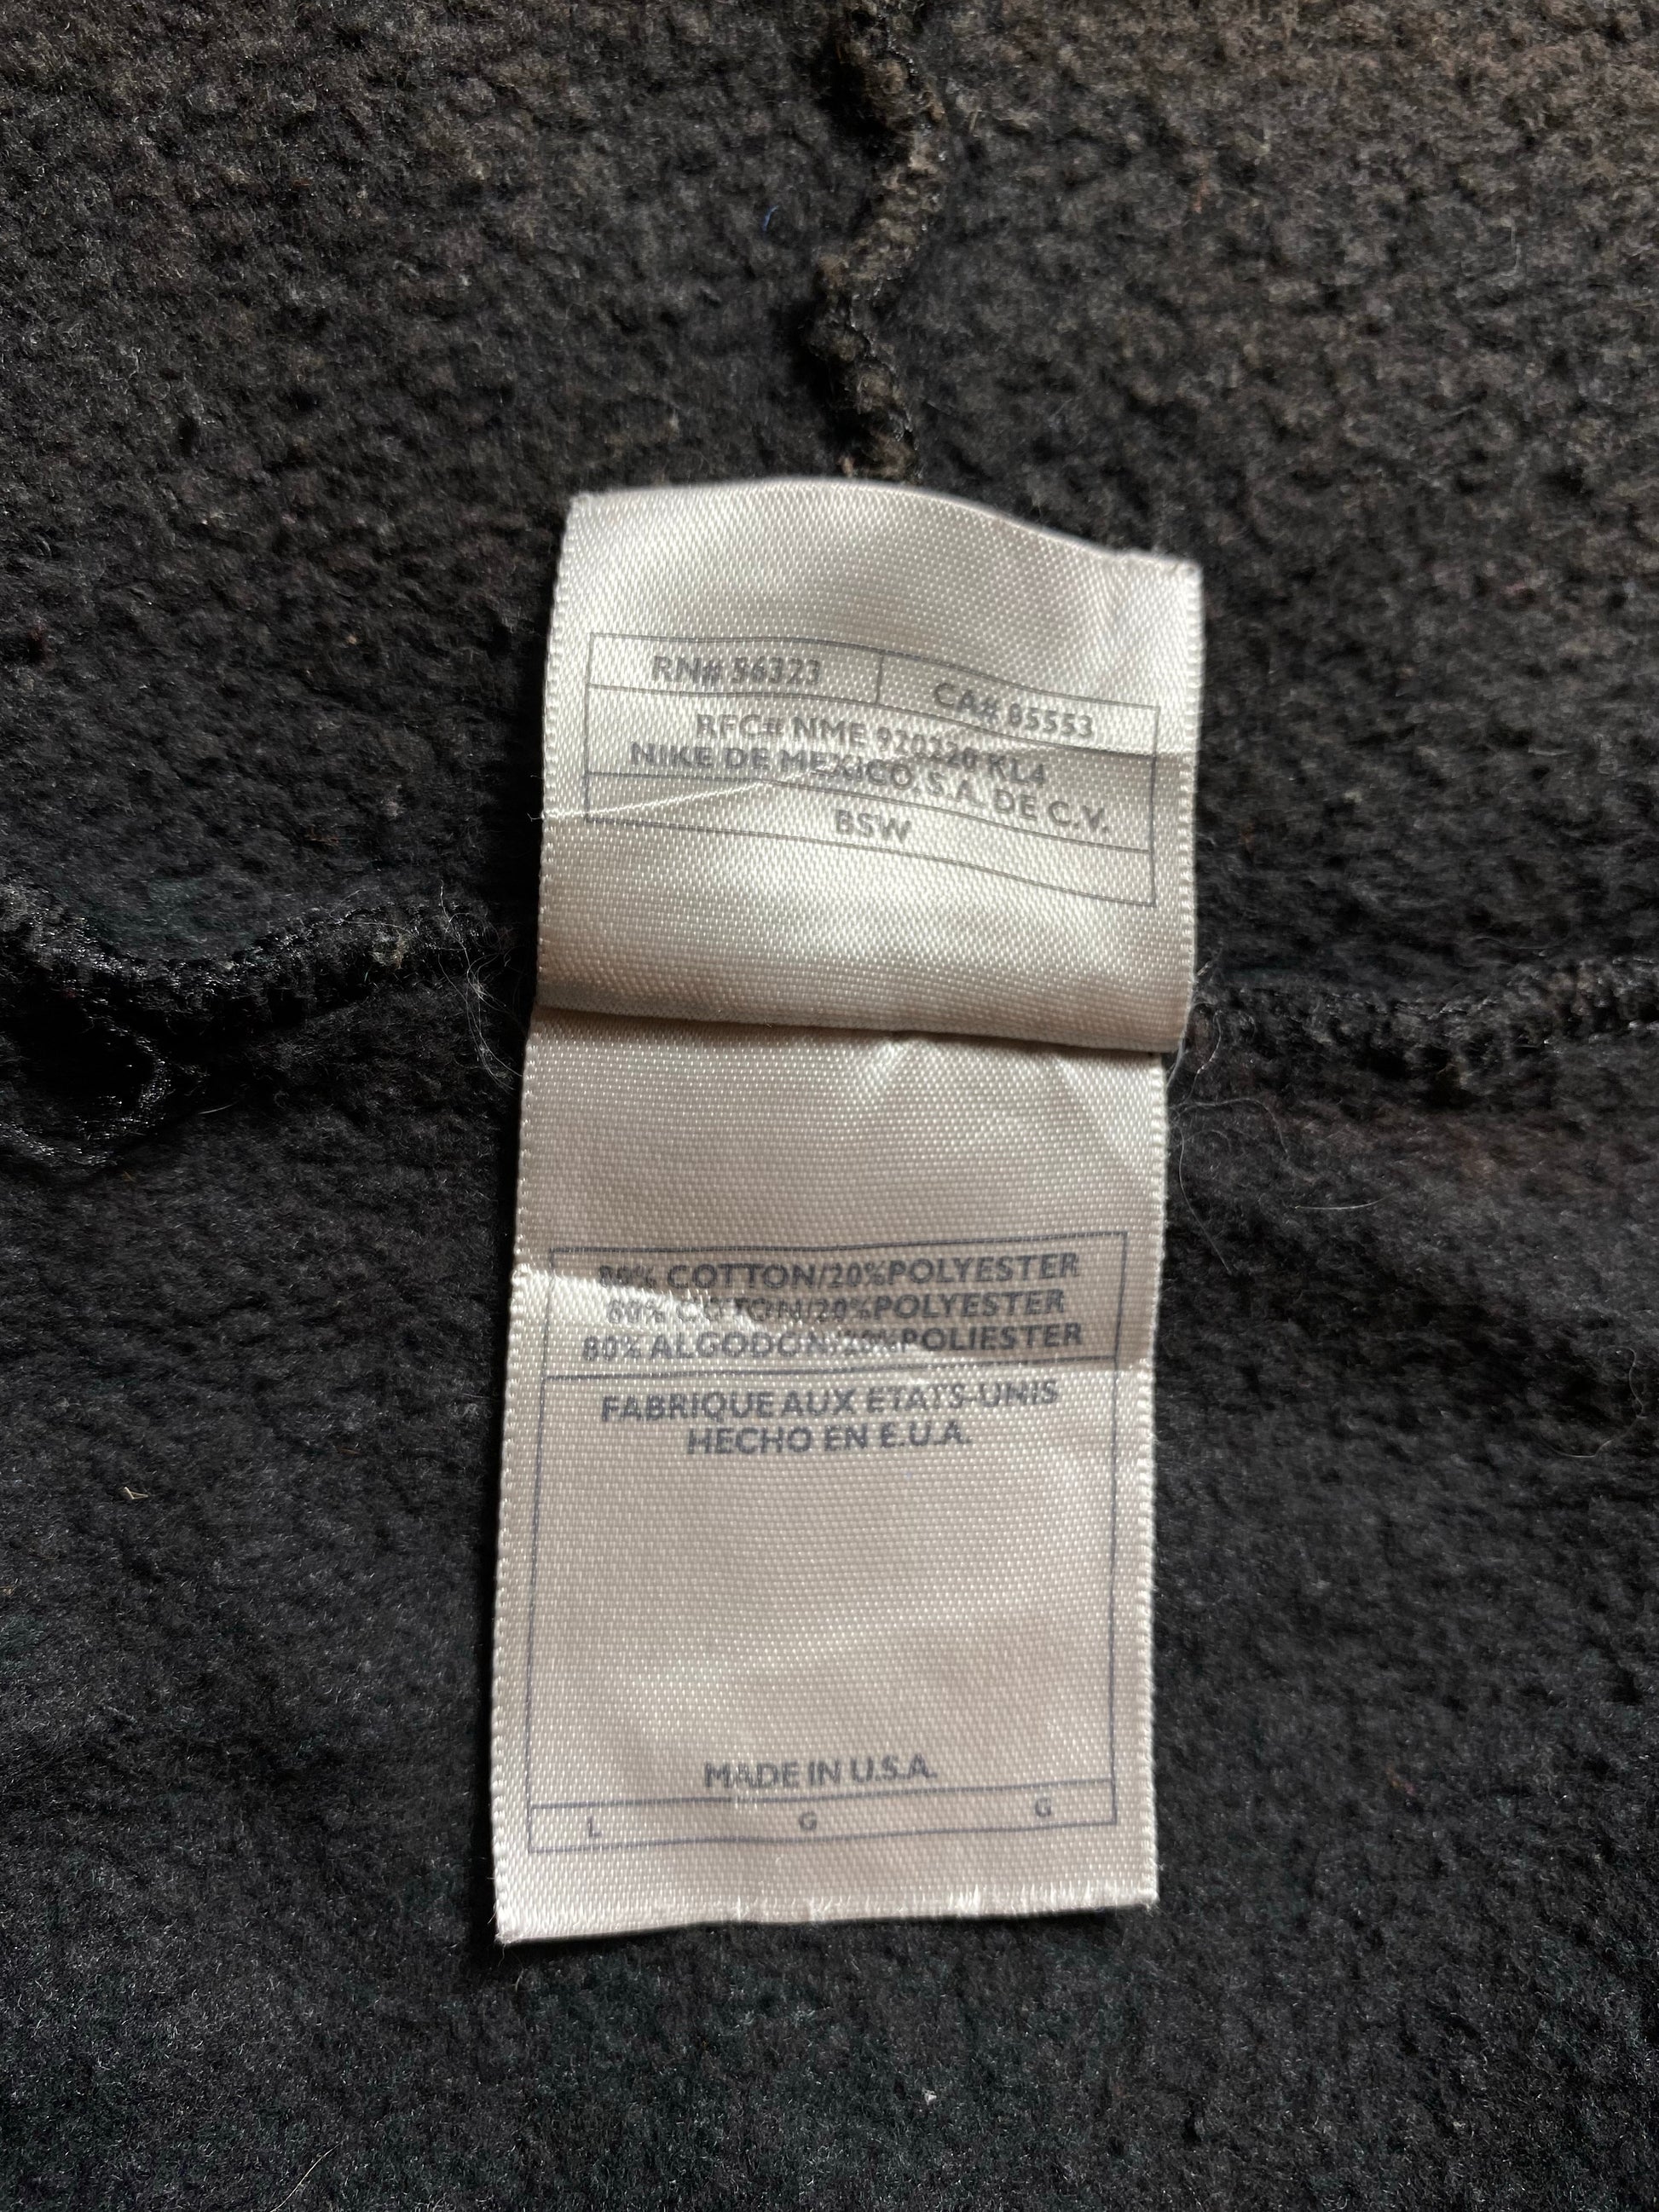 RN# 56323 CA# 85553
RFC# NME 920220 KL4
NIKE DE MEXICO, S.A. DE C.V.
BSW
80% COTTON/20%POLYESTER
80% COTON/20%POLYESTER
80% ALGODON/20%POLIESTER
FABRIQUE AUX ETATS-UNIS
HECHO EN E.U.A.
MADE IN U.S.A.
L G G